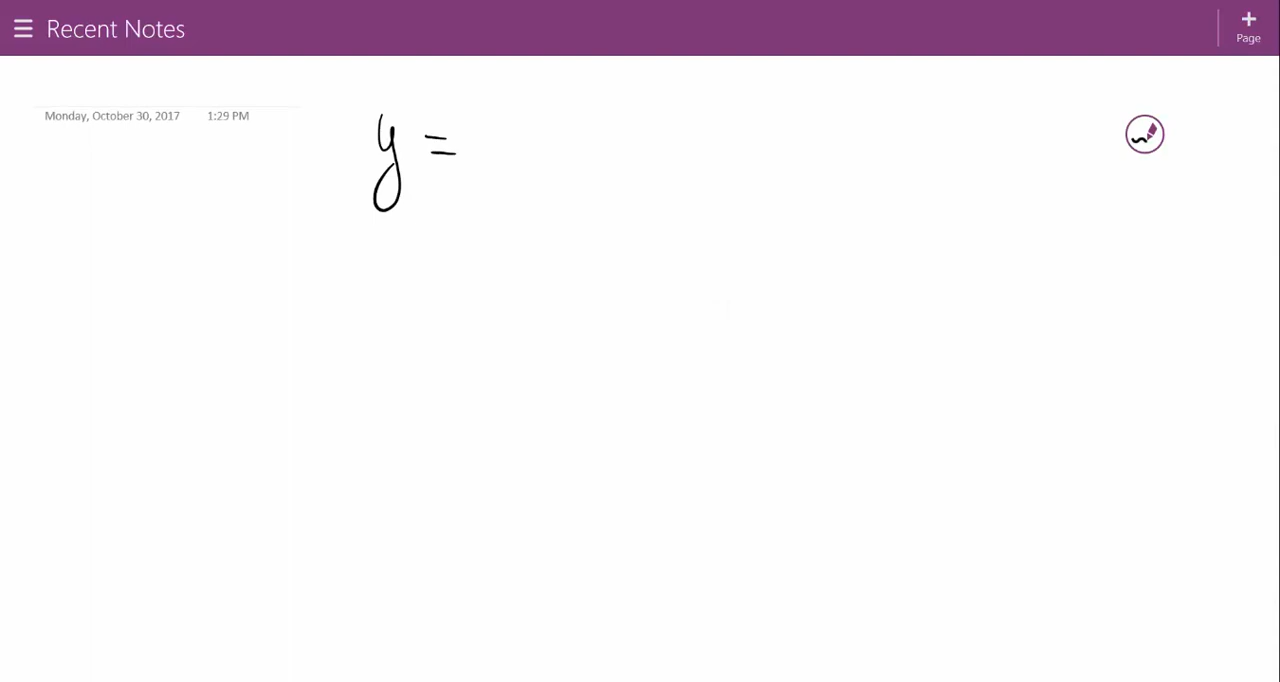 Recent Notes
Page
Monday, October 30, 2017 1:29 PM
y =